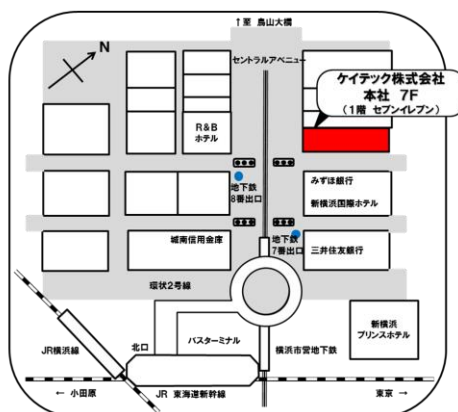 ↑至 鳥山大橋
N
セントラルアベニュー
ケイテック株式会社
本社 7F
（1階 セブンイレブン）
R&B
ホテル
地下鉄
8番出口
みずほ銀行
新横浜国際ホテル
城南信用金庫
地下鉄
7番出口
三井住友銀行
環状2号線
新横浜
プリンスホテル
北口
バスターミナル
横浜市営地下鉄
JR横浜線
← 小田原
JR 東海道新幹線
東京 →